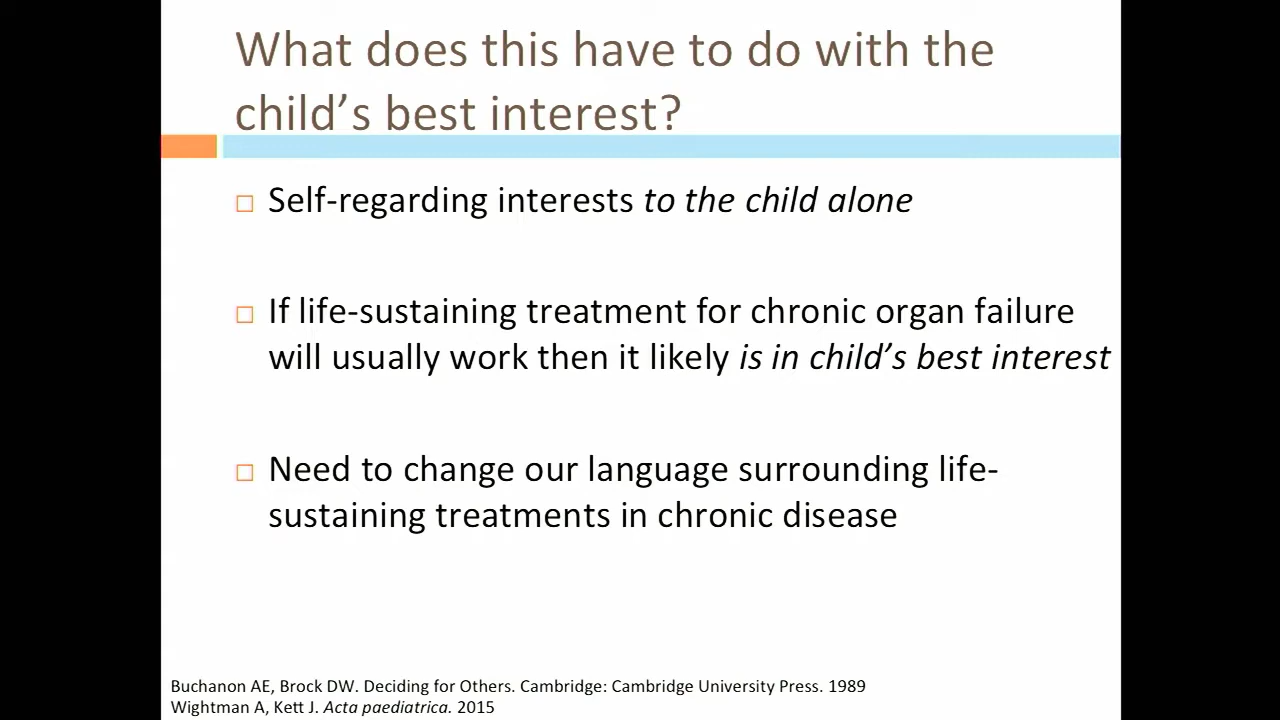 What does this have to do with the
child’s best interest?
Self-regarding interests to the child alone
If life-sustaining treatment for chronic organ failure
will usually work then it likely is in child’s best interest
Need to change our language surrounding life-
sustaining treatments in chronic disease
Buchanon AE, Brock DW. Deciding for Others. Cambridge: Cambridge University Press. 1989
Wightman A, Kett J. Acta paediatrica. 2015